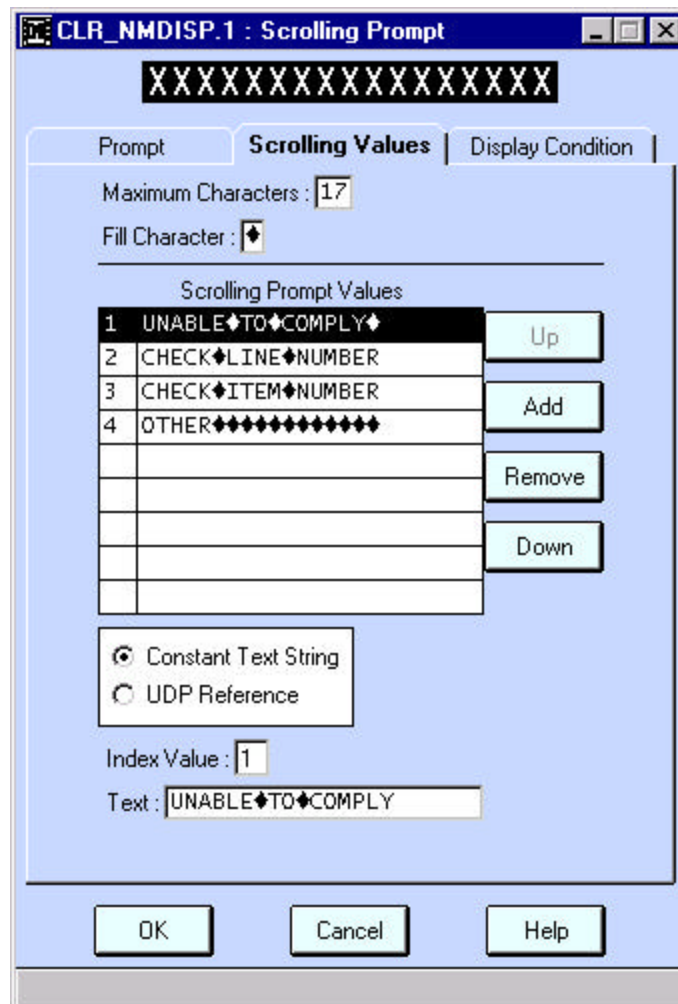 CLR_NMDISP.1 : Scrolling Prompt
XXXXXXXXXXXXXXXXX
Prompt Scrolling Values Display Condition
Maximum Characters : 17
Fill Character : ♦
Scrolling Prompt Values
1 UNABLE♦TO♦COMPLY♦
2 CHECK♦LINE♦NUMBER
3 CHECK♦ITEM♦NUMBER
4 OTHER♦♦♦♦♦♦♦♦♦♦♦♦
Up
Add
Remove
Down
Constant Text String
UDP Reference
Index Value : 1
Text : UNABLE♦TO♦COMPLY
OK Cancel Help